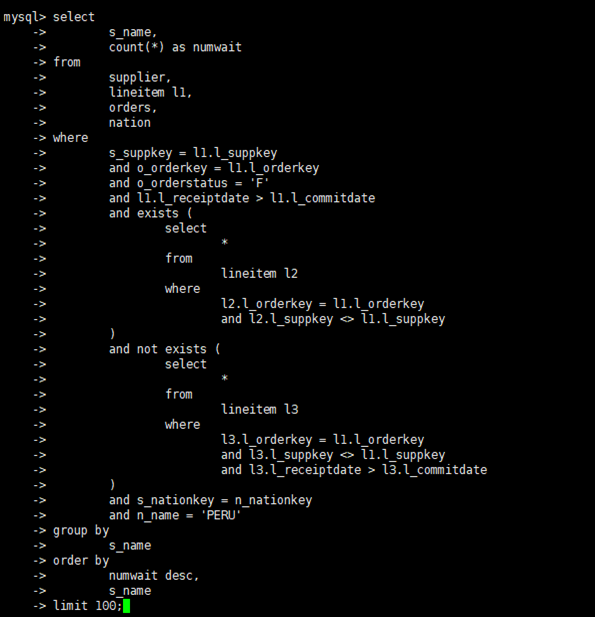 mysql> select
    -> s_name,
    -> count(*) as numwait
    -> from
    -> supplier,
    -> lineitem l1,
    -> orders,
    -> nation
    -> where
    -> s_suppkey = l1.l_suppkey
    -> and o_orderkey = l1.l_orderkey
    -> and o_orderstatus = 'F'
    -> and l1.l_receiptdate > l1.l_commitdate
    -> and exists (
    -> select
    -> *
    -> from
    -> lineitem l2
    -> where
    -> l2.l_orderkey = l1.l_orderkey
    -> and l2.l_suppkey <> l1.l_suppkey
    -> )
    -> and not exists (
    -> select
    -> *
    -> from
    -> lineitem l3
    -> where
    -> l3.l_orderkey = l1.l_orderkey
    -> and l3.l_suppkey <> l1.l_suppkey
    -> and l3.l_receiptdate > l3.l_commitdate
    -> )
    -> and s_nationkey = n_nationkey
    -> and n_name = 'PERU'
    -> group by
    -> s_name
    -> order by
    -> numwait desc,
    -> s_name
    -> limit 100;